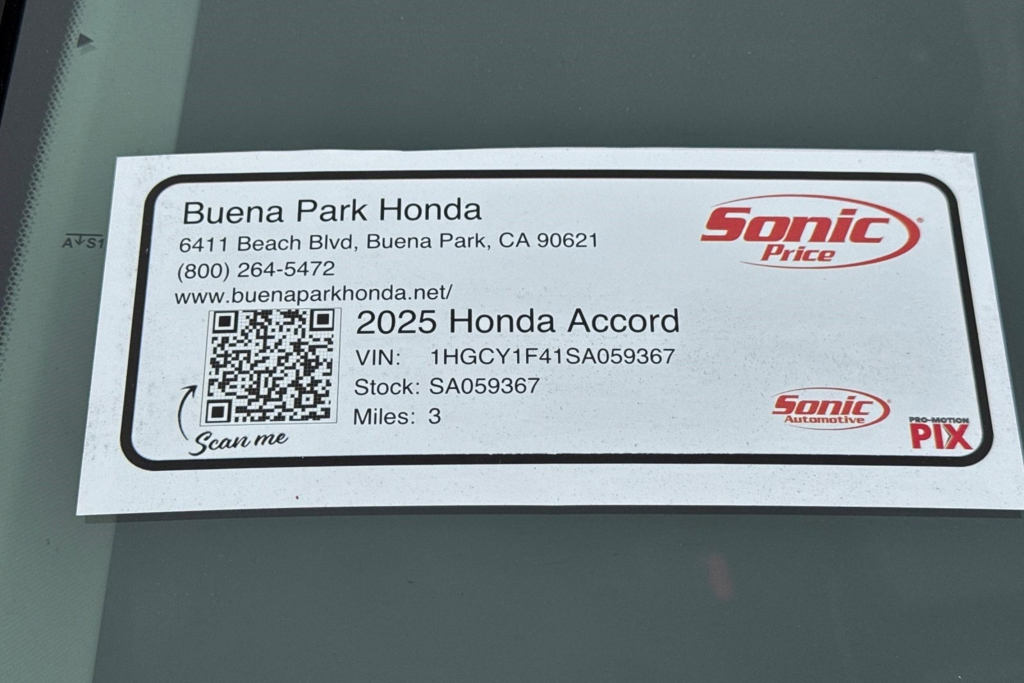 Buena Park Honda
6411 Beach Blvd, Buena Park, CA 90621
(800) 264-5472
www.buenaparkhonda.net/
Sonic
Price
2025 Honda Accord
VIN: 1HGCY1F41SA059367
Stock: SA059367
Miles: 3
Scan me
Sonic
Automotive
PRO-MOTION
PIX
AS1